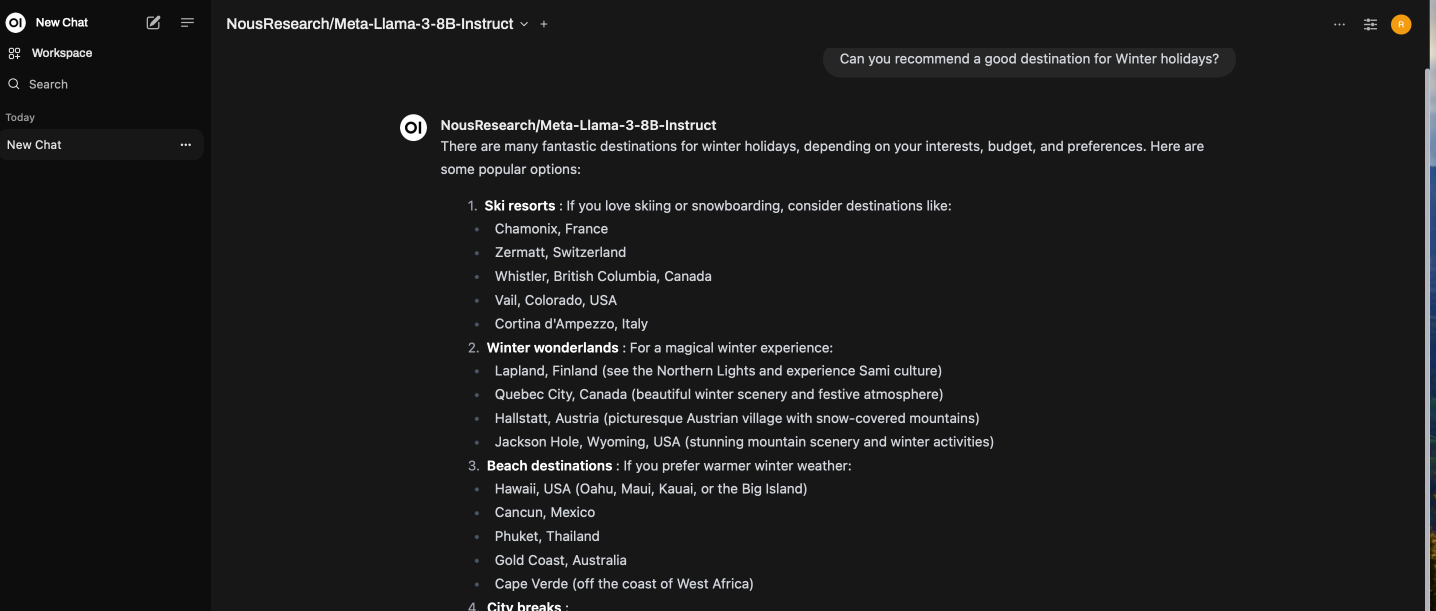 OI New Chat
Workspace
Search
Today
New Chat ···
NousResearch/Meta-Llama-3-8B-Instruct +
··· R
Can you recommend a good destination for Winter holidays?
OI NousResearch/Meta-Llama-3-8B-Instruct
There are many fantastic destinations for winter holidays, depending on your interests, budget, and preferences. Here are
some popular options:
1. Ski resorts : If you love skiing or snowboarding, consider destinations like:
• Chamonix, France
• Zermatt, Switzerland
• Whistler, British Columbia, Canada
• Vail, Colorado, USA
• Cortina d'Ampezzo, Italy
2. Winter wonderlands : For a magical winter experience:
• Lapland, Finland (see the Northern Lights and experience Sami culture)
• Quebec City, Canada (beautiful winter scenery and festive atmosphere)
• Hallstatt, Austria (picturesque Austrian village with snow-covered mountains)
• Jackson Hole, Wyoming, USA (stunning mountain scenery and winter activities)
3. Beach destinations : If you prefer warmer winter weather:
• Hawaii, USA (Oahu, Maui, Kauai, or the Big Island)
• Cancun, Mexico
• Phuket, Thailand
• Gold Coast, Australia
• Cape Verde (off the coast of West Africa)
4. City breaks :